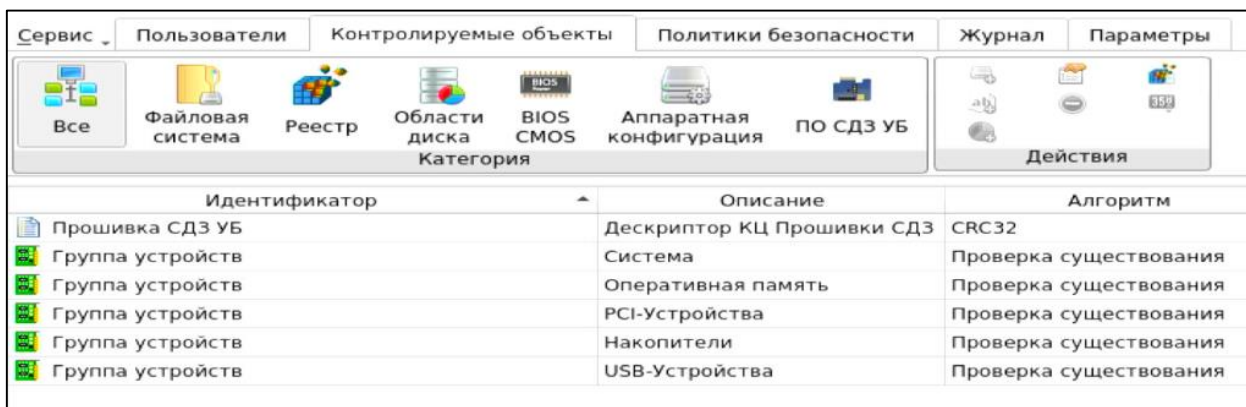 Сервис Пользователи Контролируемые объекты Политики безопасности Журнал Параметры
Все
Файловая система
Реестр
Области диска
BIOS CMOS
Аппаратная конфигурация
ПО СДЗ УБ
Категория
Действия
Идентификатор Описание Алгоритм
Прошивка СДЗ УБ Дескриптор КЦ Прошивки СДЗ CRC32
Группа устройств Система Проверка существования
Группа устройств Оперативная память Проверка существования
Группа устройств PCI-Устройства Проверка существования
Группа устройств Накопители Проверка существования
Группа устройств USB-Устройства Проверка существования